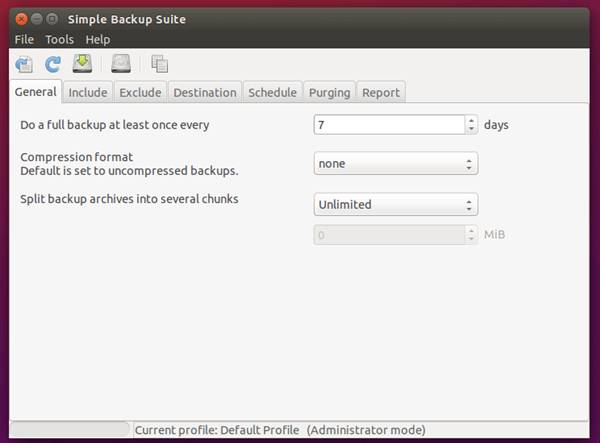 Simple Backup Suite
File Tools Help
General Include Exclude Destination Schedule Purging Report
Do a full backup at least once every 7 days
Compression format none
Default is set to uncompressed backups.
Split backup archives into several chunks Unlimited
0 MiB
Current profile: Default Profile (Administrator mode)